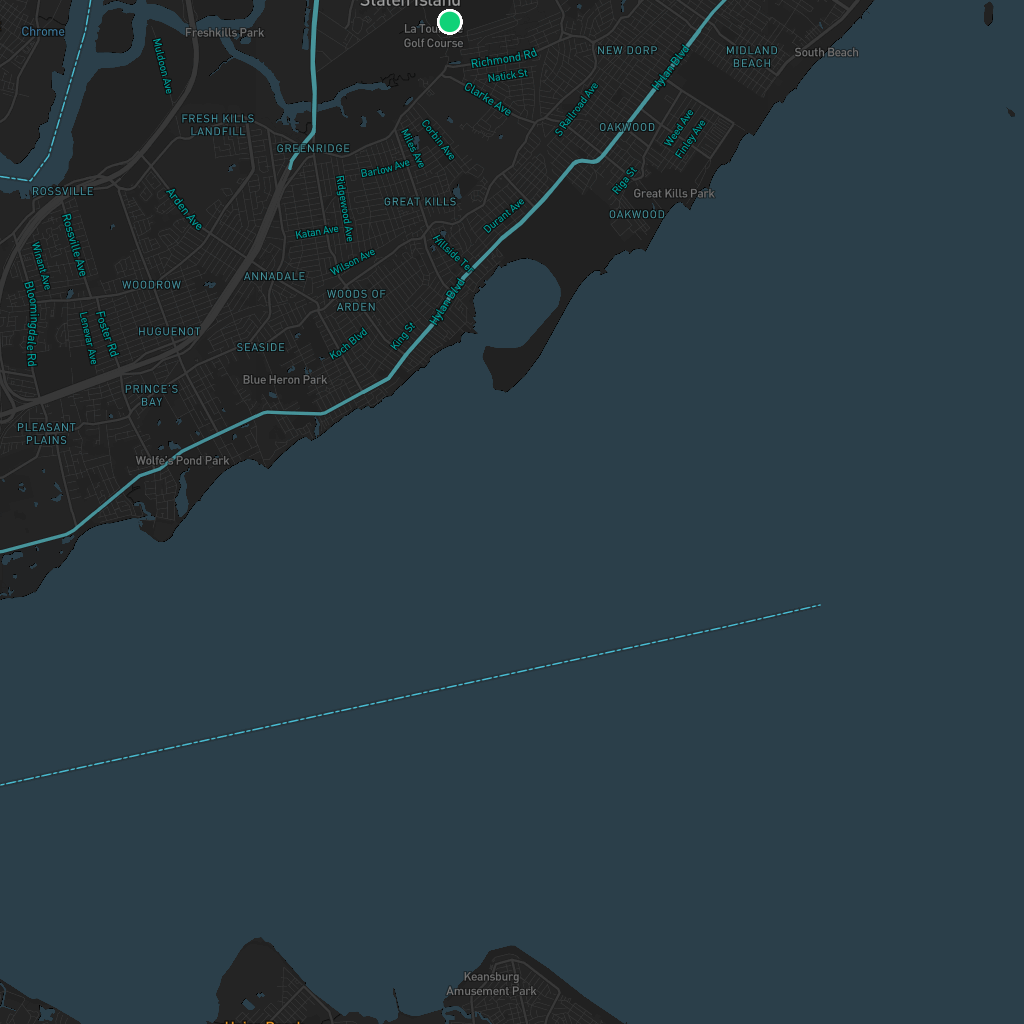 Staten Island
Chrome
Freshkills Park
Golf Course
Richmond Rd
NEW DORP
Hylan Blvd
MIDLAND
BEACH
South Beach
Muldoon Ave
Natick St
Clarke Ave
S Railroad Ave
FRESH KILLS
LANDFILL
GREENRIDGE
Miles Ave
Corbin Ave
OAKWOOD
Weed Ave
Finley Ave
Barlow Ave
ROSSVILLE
Arden Ave
Ridgewood Ave
GREAT KILLS
Riga St
Great Kills Park
OAKWOOD
Durant Ave
Rossville Ave
Katan Ave
Winant Ave
Wilson Ave
Hillside
ANNADALE
WOODROW
WOODS OF
ARDEN
Hylan Blvd
Bloomingdale Rd
Lenevar Ave
Foster Rd
HUGUENOT
SEASIDE
Koch Blvd
King St
Blue Heron Park
PRINCE'S
BAY
PLEASANT
PLAINS
Wolfe's Pond Park
Keansburg
Amusement Park